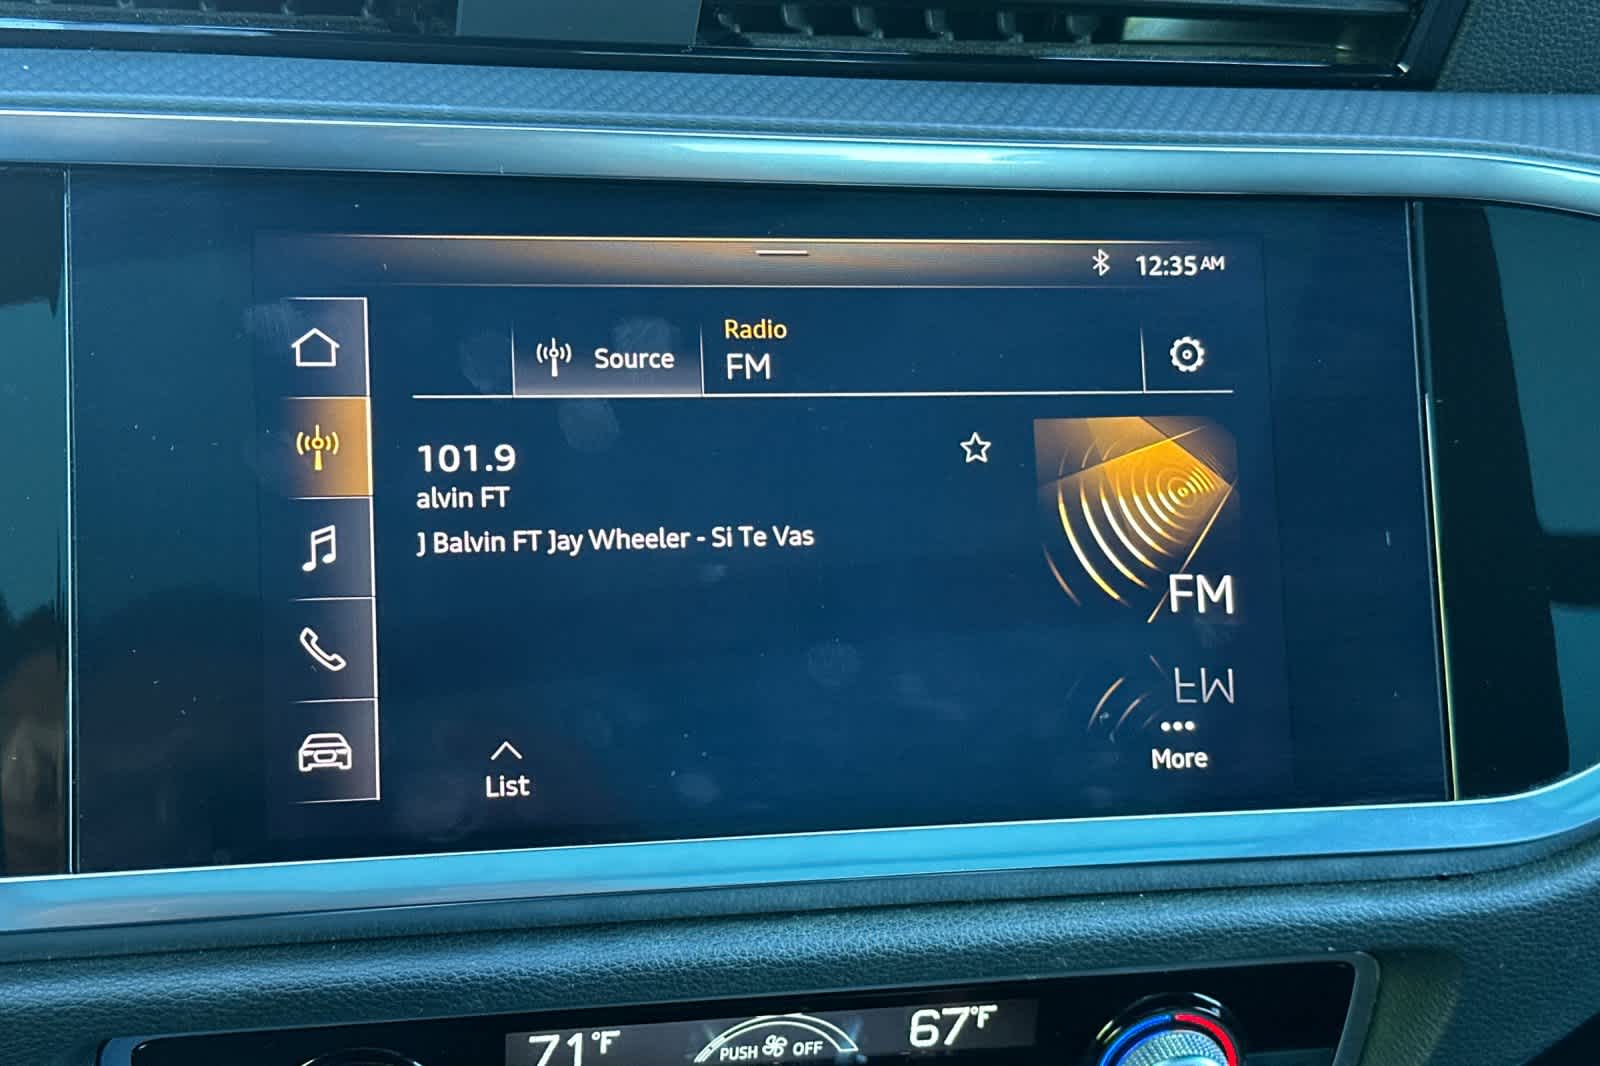 12:35 AM
Source
Radio
FM
101.9
alvin FT
J Balvin FT Jay Wheeler - Si Te Vas
FM
FM
More
List
71°F
PUSH OFF
67°F